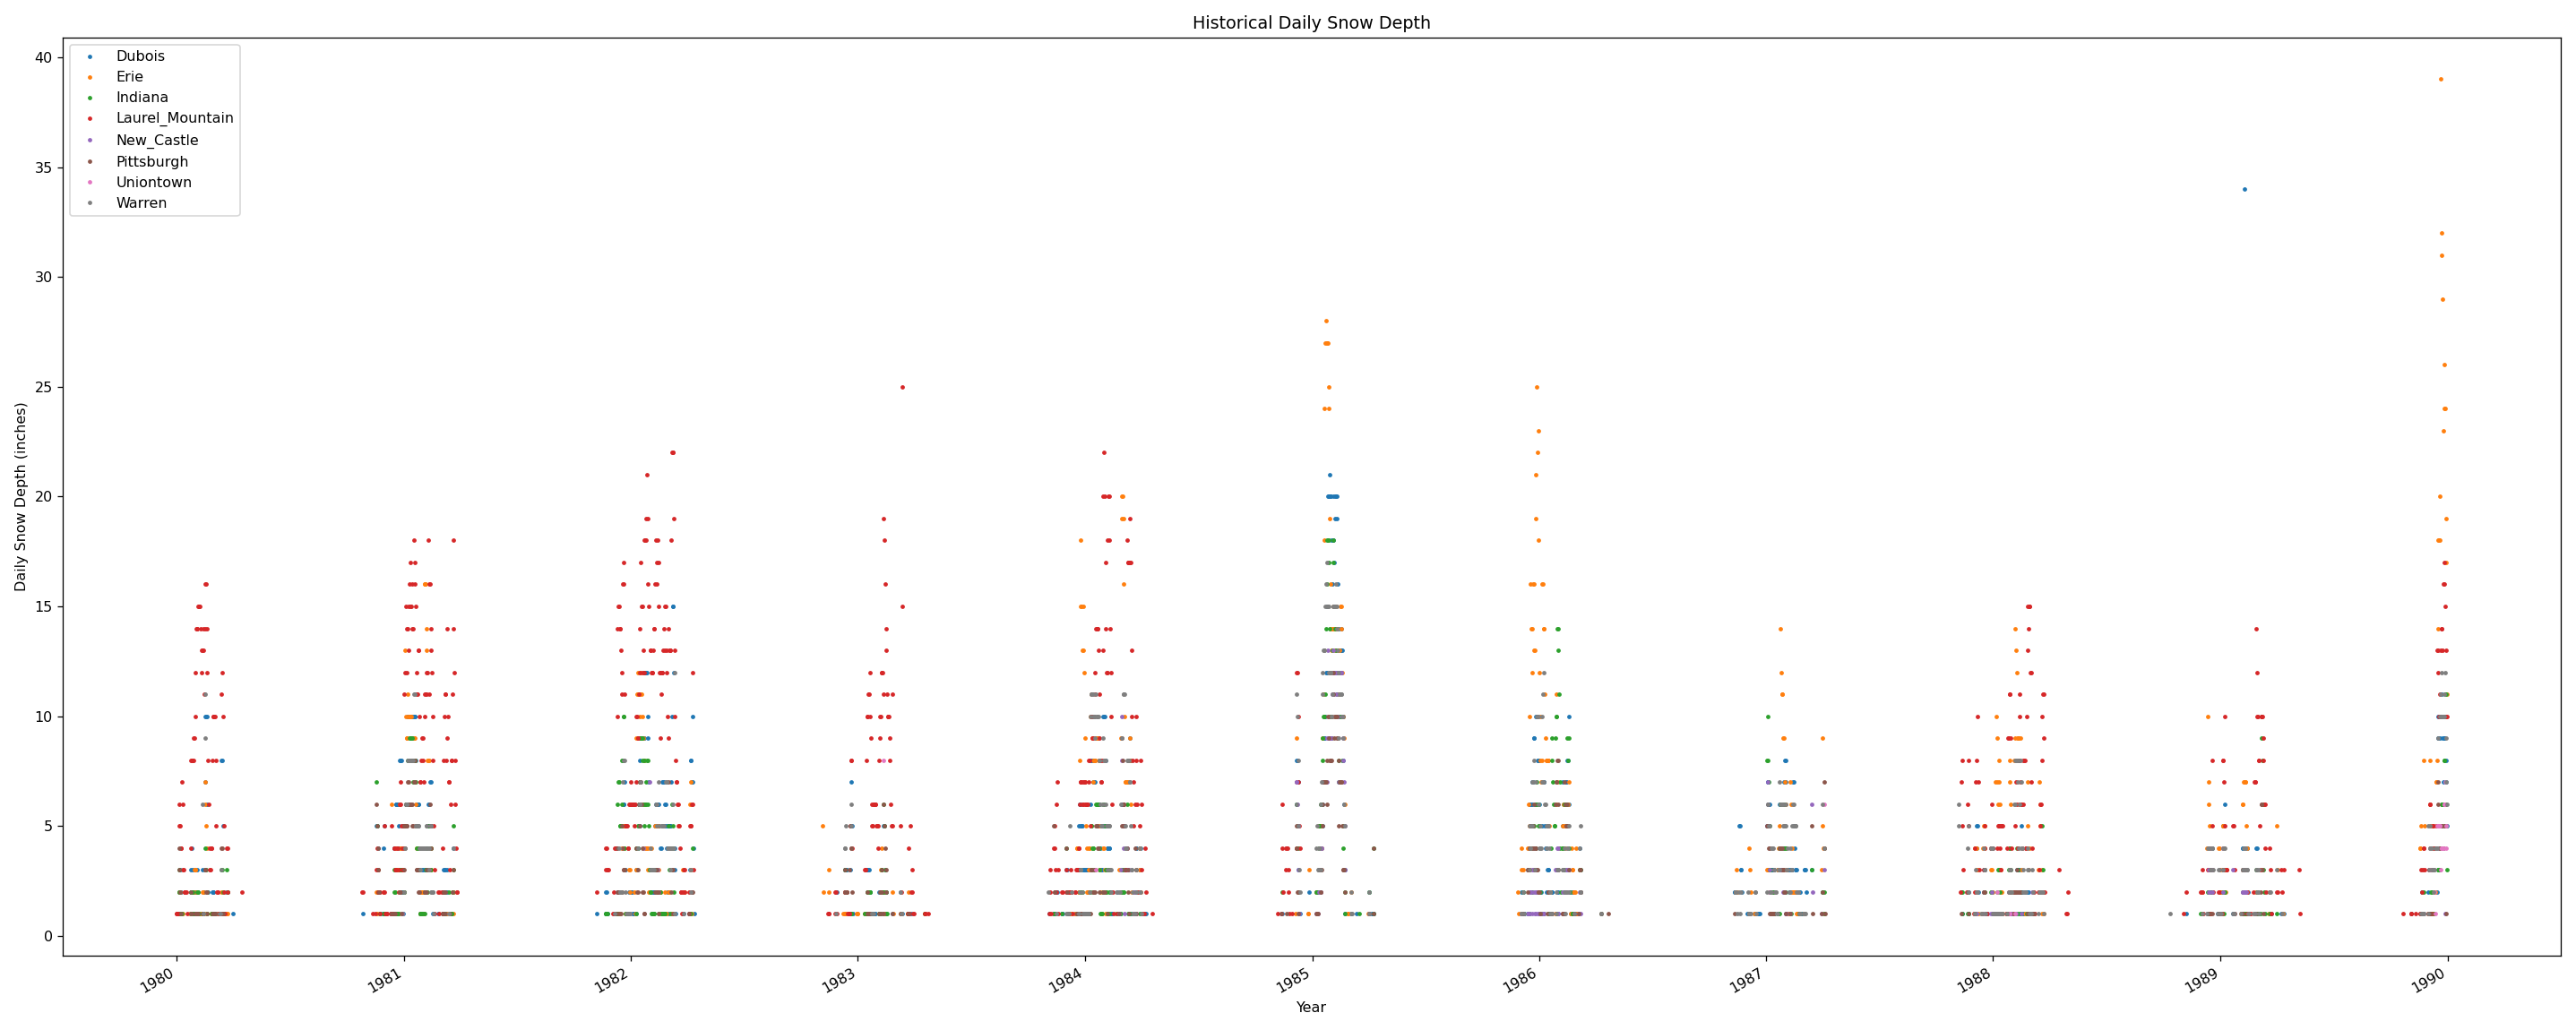 Historical Daily Snow Depth
40
35
30
25
20
15
10
5
0
Daily Snow Depth (inches)
Dubois
Erie
Indiana
Laurel_Mountain
New_Castle
Pittsburgh
Uniontown
Warren
1980
1981
1982
1983
1984
1985
1986
1987
1988
1989
1990
Year